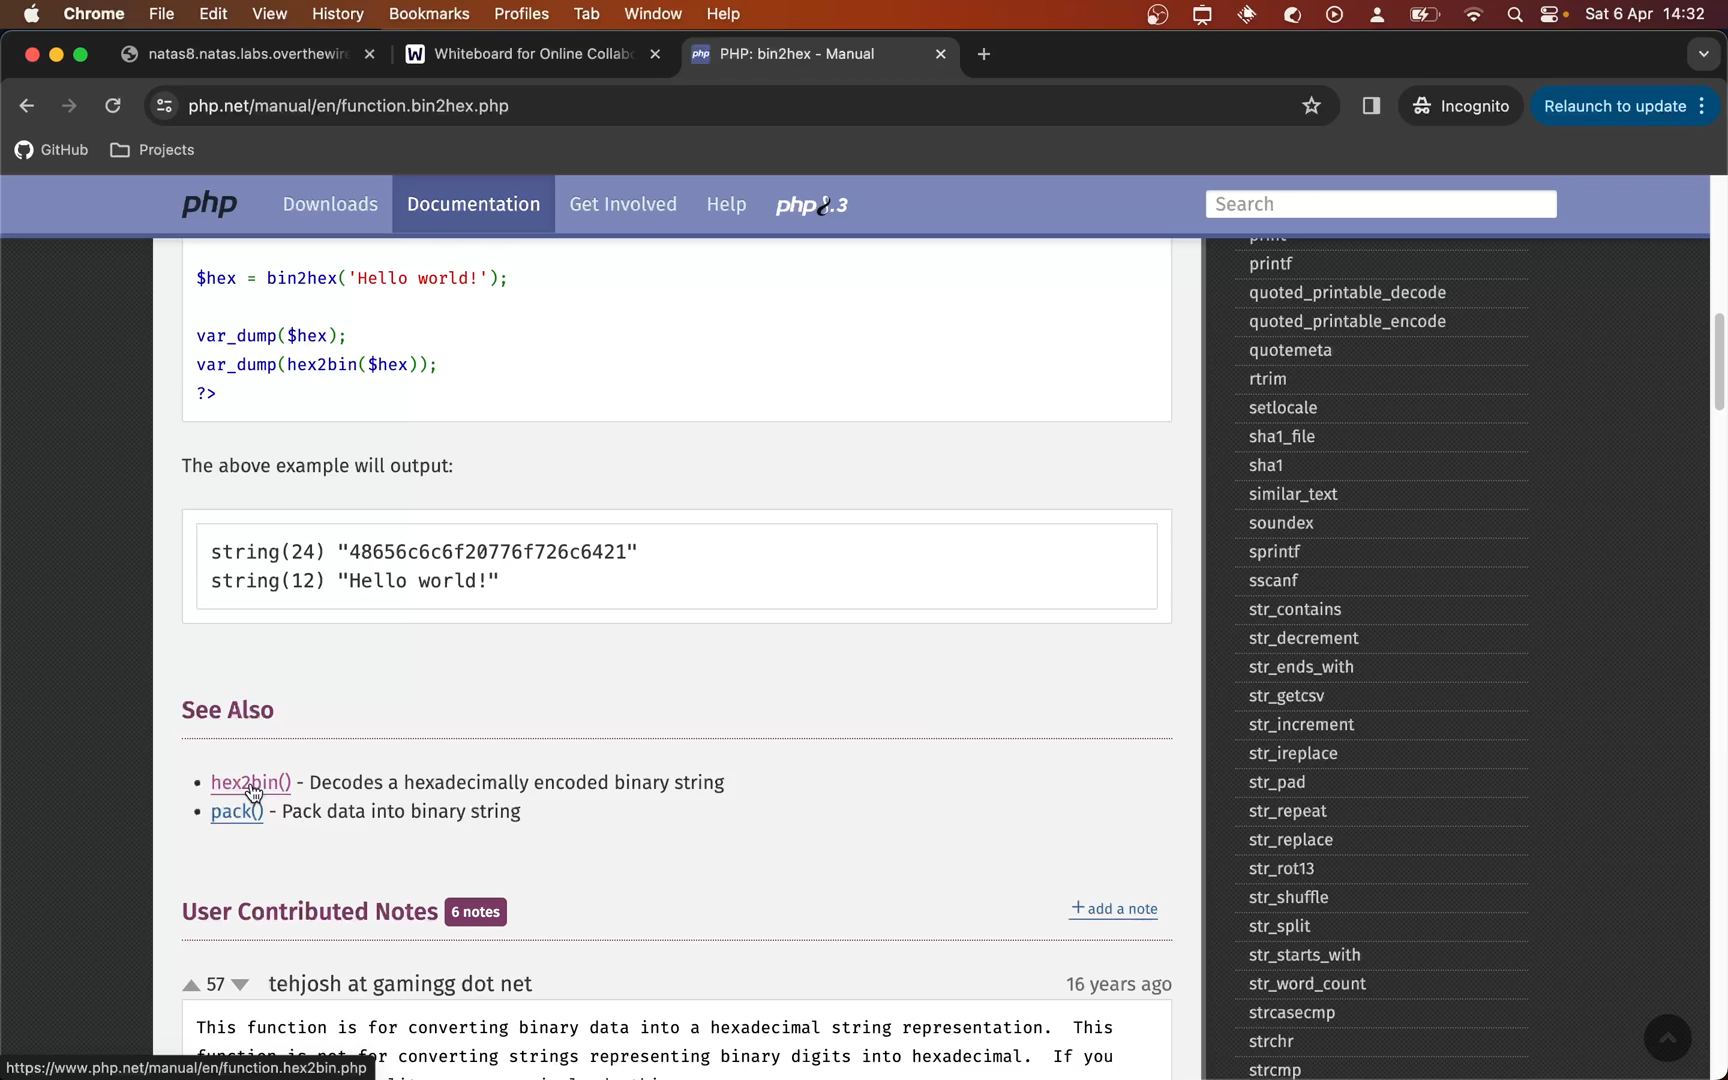 Chrome File Edit View History Bookmarks Profiles Tab Window Help Sat 6 Apr 14:32
natas8.natas.labs.overthewire Whiteboard for Online Collab php PHP: bin2hex - Manual
php.net/manual/en/function.bin2hex.php Incognito Relaunch to update
GitHub Projects
php Downloads Documentation Get Involved Help php8.3 Search
print
$hex = bin2hex('Hello world!');
var_dump($hex);
var_dump(hex2bin($hex));
?>
The above example will output:
string(24) "48656c6c6f20776f726c6421"
string(12) "Hello world!"
See Also
• hex2bin() - Decodes a hexadecimally encoded binary string
• pack() - Pack data into binary string
User Contributed Notes 6 notes + add a note
57 tehjosh at gamingg dot net 16 years ago
This function is for converting binary data into a hexadecimal string representation. This
function is not for converting strings representing binary digits into hexadecimal. If you
https://www.php.net/manual/en/function.hex2bin.php
printf
quoted_printable_decode
quoted_printable_encode
quotemeta
rtrim
setlocale
sha1_file
sha1
similar_text
soundex
sprintf
sscanf
str_contains
str_decrement
str_ends_with
str_getcsv
str_increment
str_ireplace
str_pad
str_repeat
str_replace
str_rot13
str_shuffle
str_split
str_starts_with
str_word_count
strcasecmp
strchr
strcmp